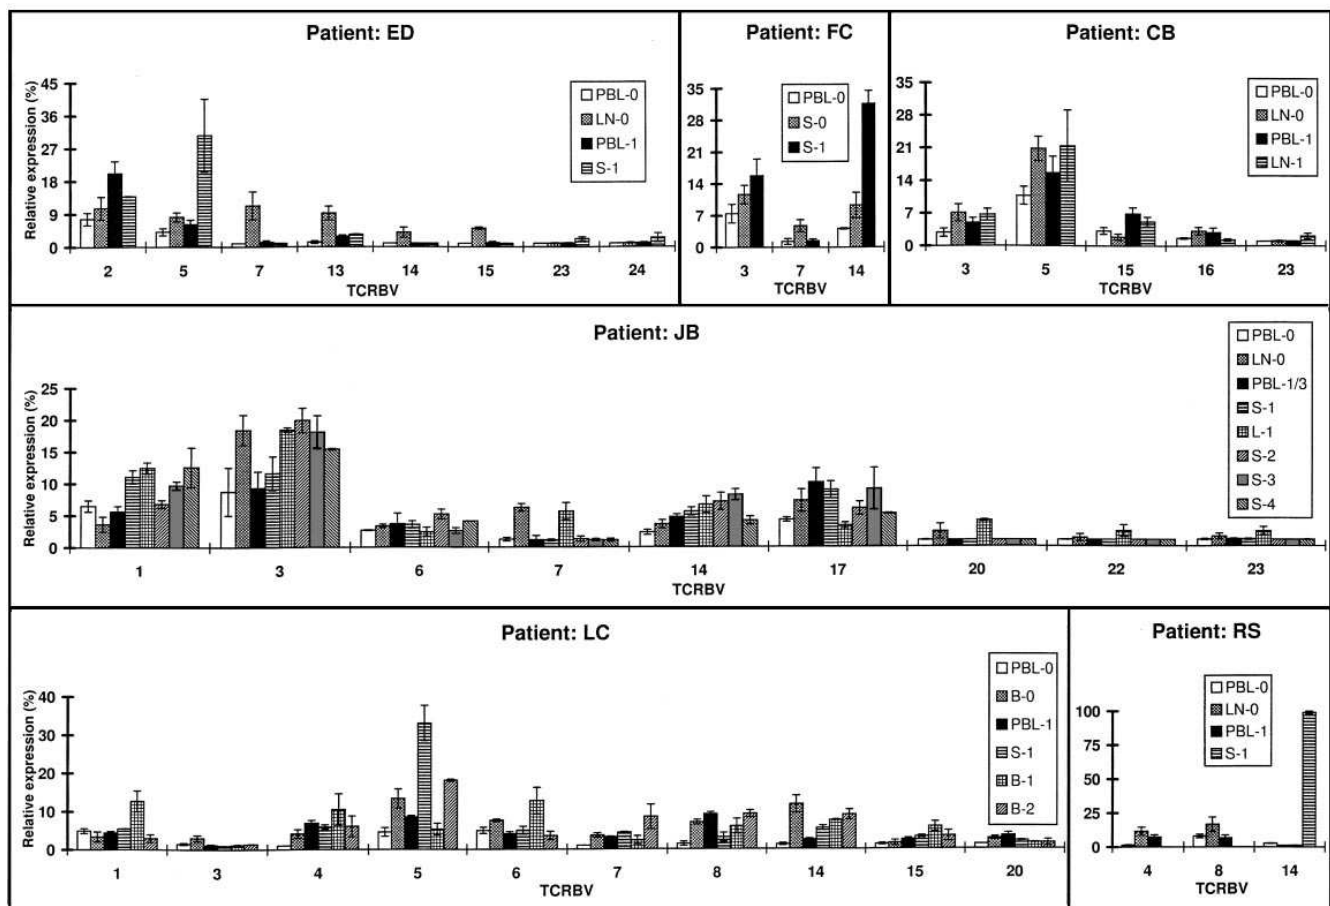 Patient: ED
Relative expression (%)
45
36
27
18
9
0
PBL-0
LN-0
PBL-1
S-1
2 5 7 13 14 15 23 24
TCRBV
Patient: FC
35
28
21
14
7
0
PBL-0
S-0
S-1
3 7 14
TCRBV
Patient: CB
35
28
21
14
7
0
PBL-0
LN-0
PBL-1
LN-1
3 5 15 16 23
TCRBV
Patient: JB
Relative expression (%)
25
20
15
10
5
0
PBL-0
LN-0
PBL-1/3
S-1
L-1
S-2
S-3
S-4
1 3 6 7 14 17 20 22 23
TCRBV
Patient: LC
Relative expression (%)
40
30
20
10
0
PBL-0
B-0
PBL-1
S-1
B-1
B-2
1 3 4 5 6 7 8 14 15 20
TCRBV
Patient: RS
100
75
50
25
0
PBL-0
LN-0
PBL-1
S-1
4 8 14
TCRBV